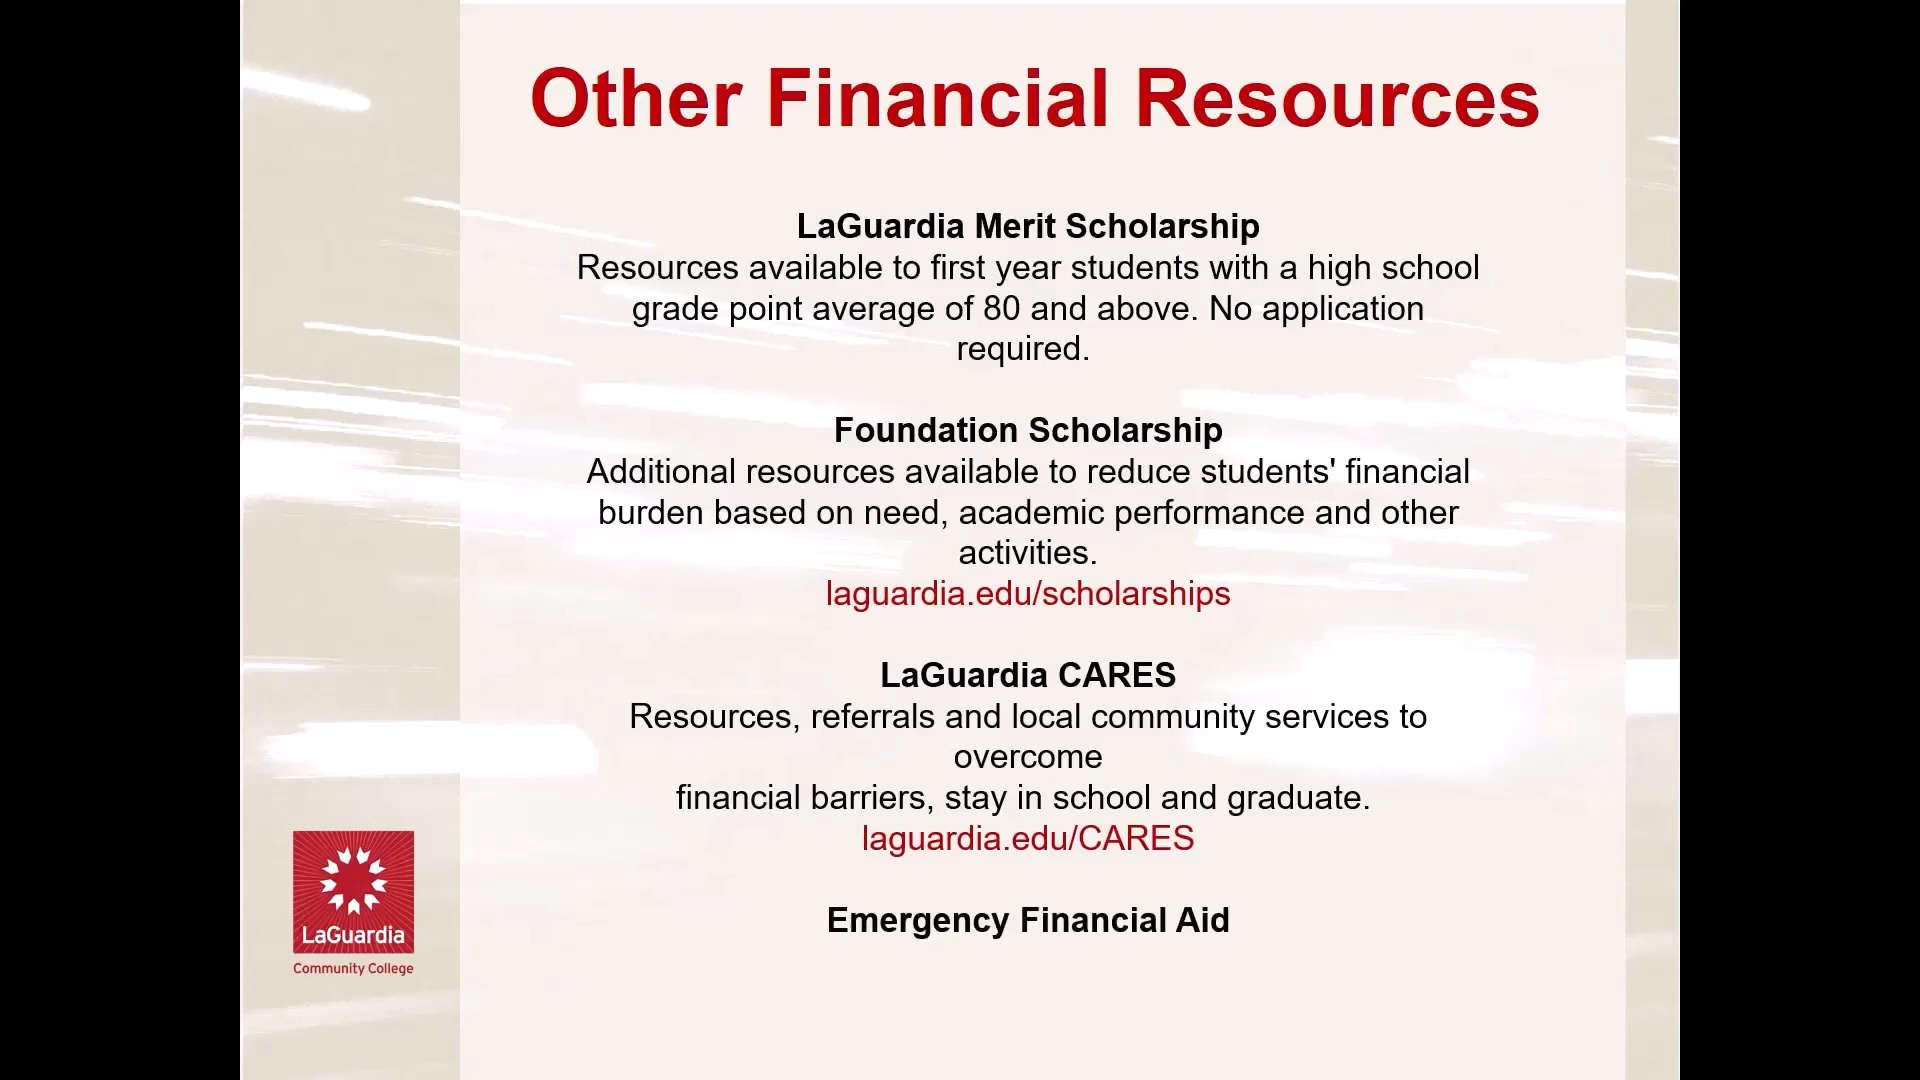 Other Financial Resources
LaGuardia Merit Scholarship
Resources available to first year students with a high school
grade point average of 80 and above. No application
required.
Foundation Scholarship
Additional resources available to reduce students' financial
burden based on need, academic performance and other
activities.
laguardia.edu/scholarships
LaGuardia CARES
Resources, referrals and local community services to
overcome
financial barriers, stay in school and graduate.
laguardia.edu/CARES
Emergency Financial Aid
LaGuardia
Community College